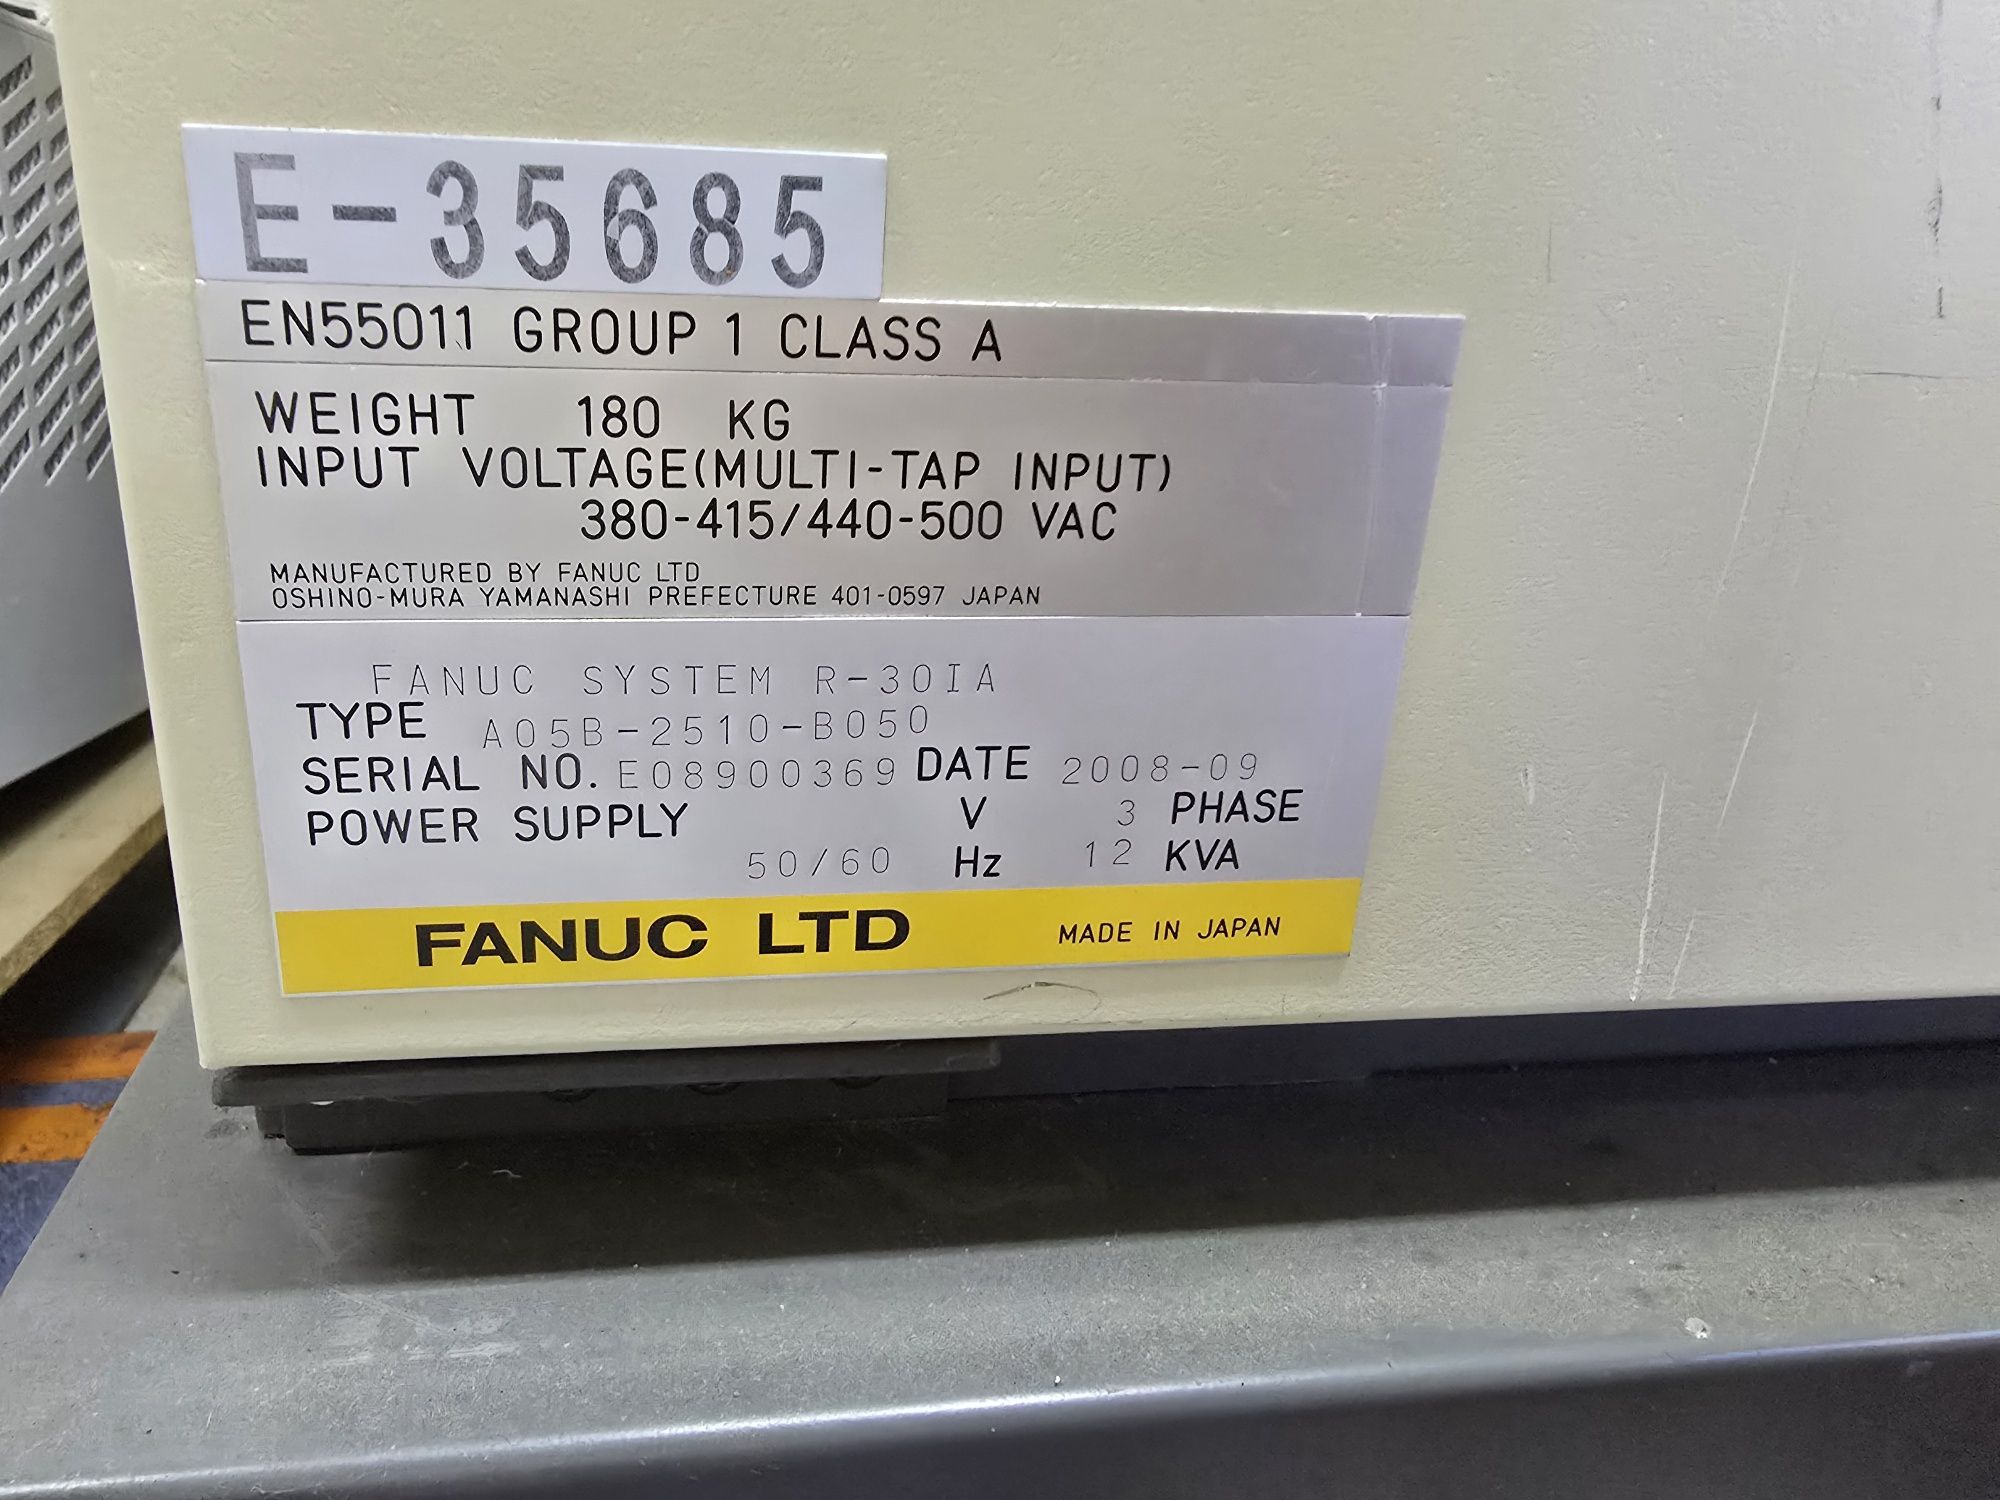 E-35685
EN55011 GROUP 1 CLASS A
WEIGHT 180 KG
INPUT VOLTAGE(MULTI-TAP INPUT)
380-415/440-500 VAC
MANUFACTURED BY FANUC LTD
OSHINO-MURA YAMANASHI PREFECTURE 401-0597 JAPAN
FANUC SYSTEM R-30IA
TYPE A05B-2510-B050
SERIAL NO. E08900369 DATE 2008-09
POWER SUPPLY V 3 PHASE
50/60 Hz 12 KVA
FANUC LTD MADE IN JAPAN